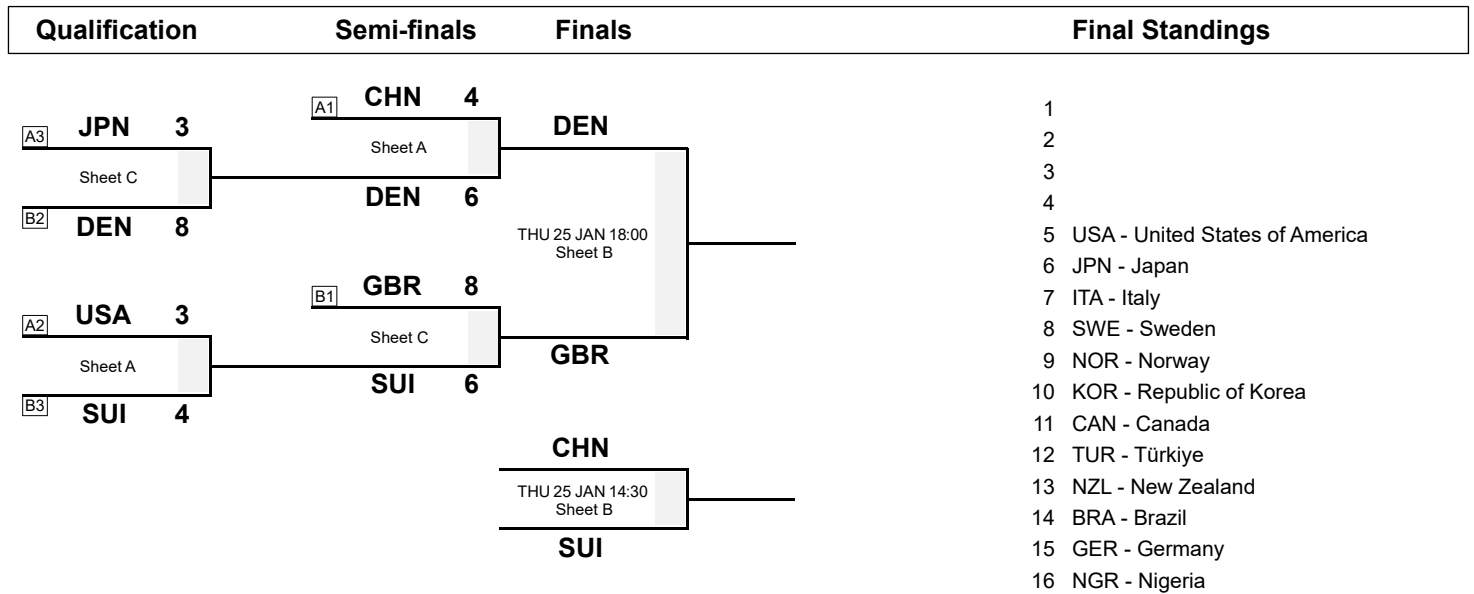 Qualification Semi-finals Finals Final Standings
A3 JPN 3
Sheet C
B2 DEN 8
A2 USA 3
Sheet A
B3 SUI 4
A1 CHN 4
Sheet A
DEN 6
B1 GBR 8
Sheet C
SUI 6
DEN
THU 25 JAN 18:00
Sheet B
GBR
CHN
THU 25 JAN 14:30
Sheet B
SUI
1
2
3
4
5 USA - United States of America
6 JPN - Japan
7 ITA - Italy
8 SWE - Sweden
9 NOR - Norway
10 KOR - Republic of Korea
11 CAN - Canada
12 TUR - Türkiye
13 NZL - New Zealand
14 BRA - Brazil
15 GER - Germany
16 NGR - Nigeria